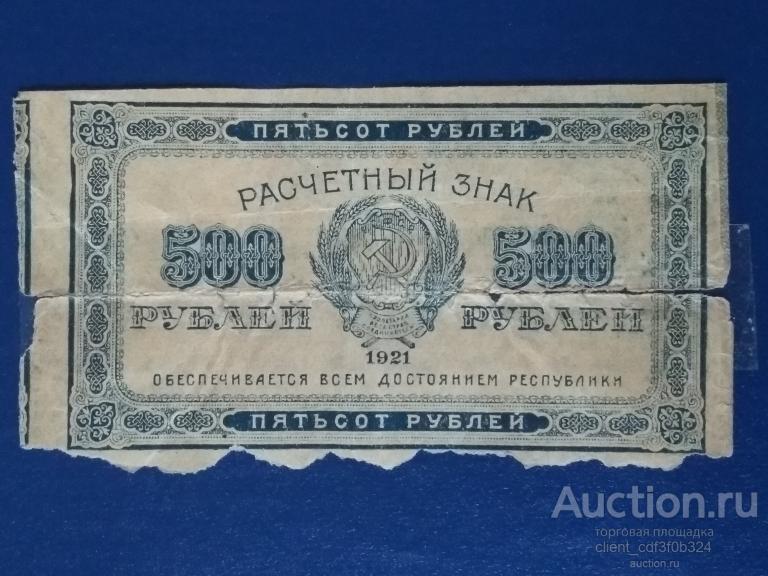 ПЯТЬСОТ РУБЛЕЙ
РАСЧЕТНЫЙ ЗНАК
500 500
РУБЛЕЙ РУБЛЕЙ
1921
ОБЕСПЕЧИВАЕТСЯ ВСЕМ ДОСТОЯНИЕМ РЕСПУБЛИКИ
ПЯТЬСОТ РУБЛЕЙ
Auction.ru
торговая площадка
client_cdf3f0b324
auction.ru